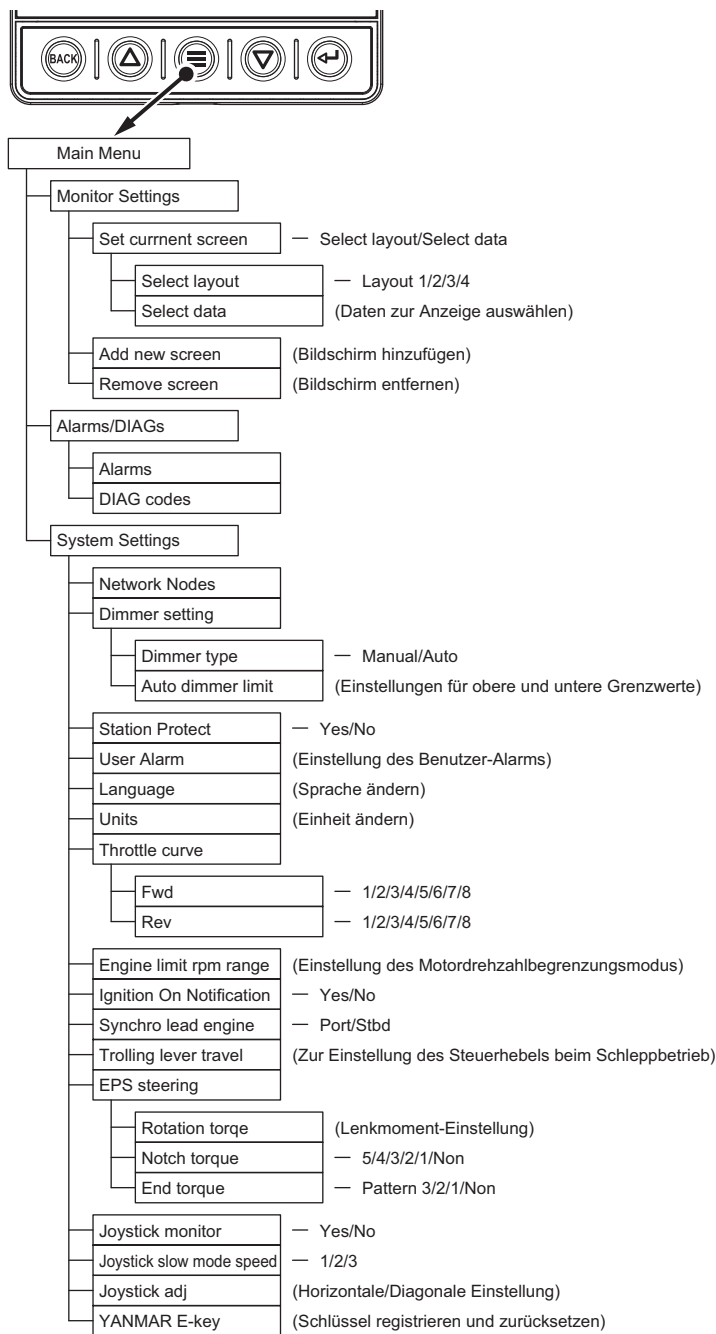 BACK
Main Menu
Monitor Settings
Set currnent screen — Select layout/Select data
Select layout — Layout 1/2/3/4
Select data (Daten zur Anzeige auswählen)
Add new screen (Bildschirm hinzufügen)
Remove screen (Bildschirm entfernen)
Alarms/DIAGs
Alarms
DIAG codes
System Settings
Network Nodes
Dimmer setting
Dimmer type — Manual/Auto
Auto dimmer limit (Einstellungen für obere und untere Grenzwerte)
Station Protect — Yes/No
User Alarm (Einstellung des Benutzer-Alarms)
Language (Sprache ändern)
Units (Einheit ändern)
Throttle curve
Fwd — 1/2/3/4/5/6/7/8
Rev — 1/2/3/4/5/6/7/8
Engine limit rpm range (Einstellung des Motordrehzahlbegrenzungsmodus)
Ignition On Notification — Yes/No
Synchro lead engine — Port/Stbd
Trolling lever travel (Zur Einstellung des Steuerhebels beim Schleppbetrieb)
EPS steering
Rotation torqe (Lenkmoment-Einstellung)
Notch torque — 5/4/3/2/1/Non
End torque — Pattern 3/2/1/Non
Joystick monitor — Yes/No
Joystick slow mode speed — 1/2/3
Joystick adj (Horizontale/Diagonale Einstellung)
YANMAR E-key (Schlüssel registrieren und zurücksetzen)